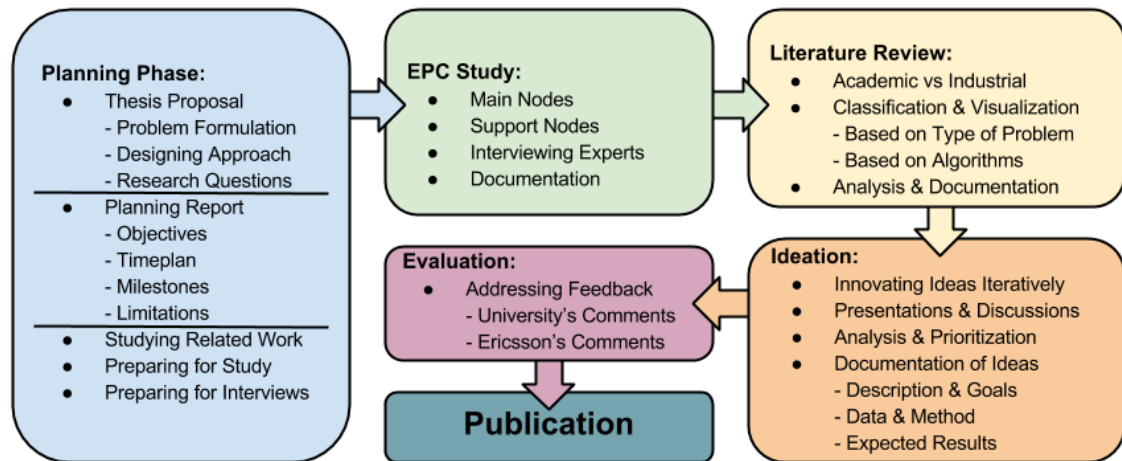 Planning Phase:
● Thesis Proposal
- Problem Formulation
- Designing Approach
- Research Questions
● Planning Report
- Objectives
- Timeplan
- Milestones
- Limitations
● Studying Related Work
● Preparing for Study
● Preparing for Interviews
EPC Study:
● Main Nodes
● Support Nodes
● Interviewing Experts
● Documentation
Literature Review:
● Academic vs Industrial
● Classification & Visualization
- Based on Type of Problem
- Based on Algorithms
● Analysis & Documentation
Ideation:
● Innovating Ideas Iteratively
● Presentations & Discussions
● Analysis & Prioritization
● Documentation of Ideas
- Description & Goals
- Data & Method
- Expected Results
Evaluation:
● Addressing Feedback
- University's Comments
- Ericsson's Comments
Publication